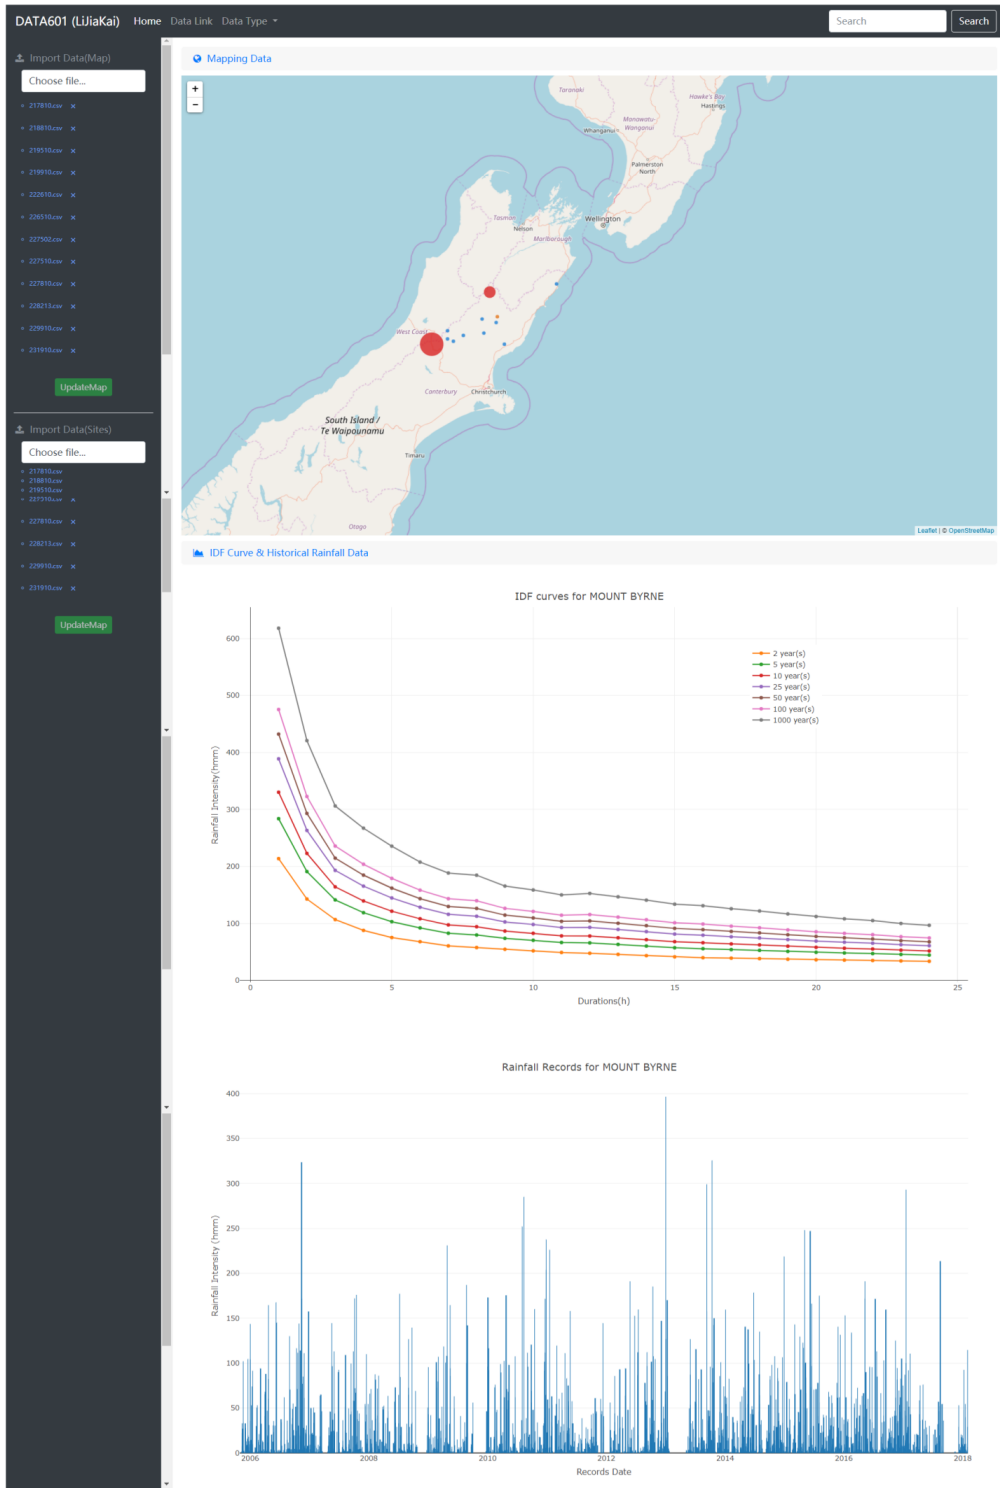 DATA601 (LiJiaKai) Home Data Link Data Type Search Search
Import Data(Map)
Choose file...
217810.csv ×
218810.csv ×
219510.csv ×
219910.csv ×
222610.csv ×
226510.csv ×
227502.csv ×
227510.csv ×
227810.csv ×
228213.csv ×
229910.csv ×
231910.csv ×
UpdateMap
Import Data(Sites)
Choose file...
217810.csv
218810.csv
219510.csv
227510.csv ×
227810.csv ×
228213.csv ×
229910.csv ×
231910.csv ×
UpdateMap
Mapping Data
+
−
Taranaki
Hawke's Bay
Hastings
Whanganui
Manawatū-
Whanganui
Palmerston
North
Tasman
Nelson
Wellington
Marlborough
West Coast
Canterbury
Christchurch
South Island /
Te Waipounamu
Timaru
Otago
Leaflet | © OpenStreetMap
IDF Curve & Historical Rainfall Data
IDF curves for MOUNT BYRNE
600
500
400
300
200
100
0
Rainfall Intensity(hmm)
2 year(s)
5 year(s)
10 year(s)
25 year(s)
50 year(s)
100 year(s)
1000 year(s)
0 5 10 15 20 25
Durations(h)
Rainfall Records for MOUNT BYRNE
400
350
300
250
200
150
100
50
0
Rainfall Intensity (hmm)
2006 2008 2010 2012 2014 2016 2018
Records Date